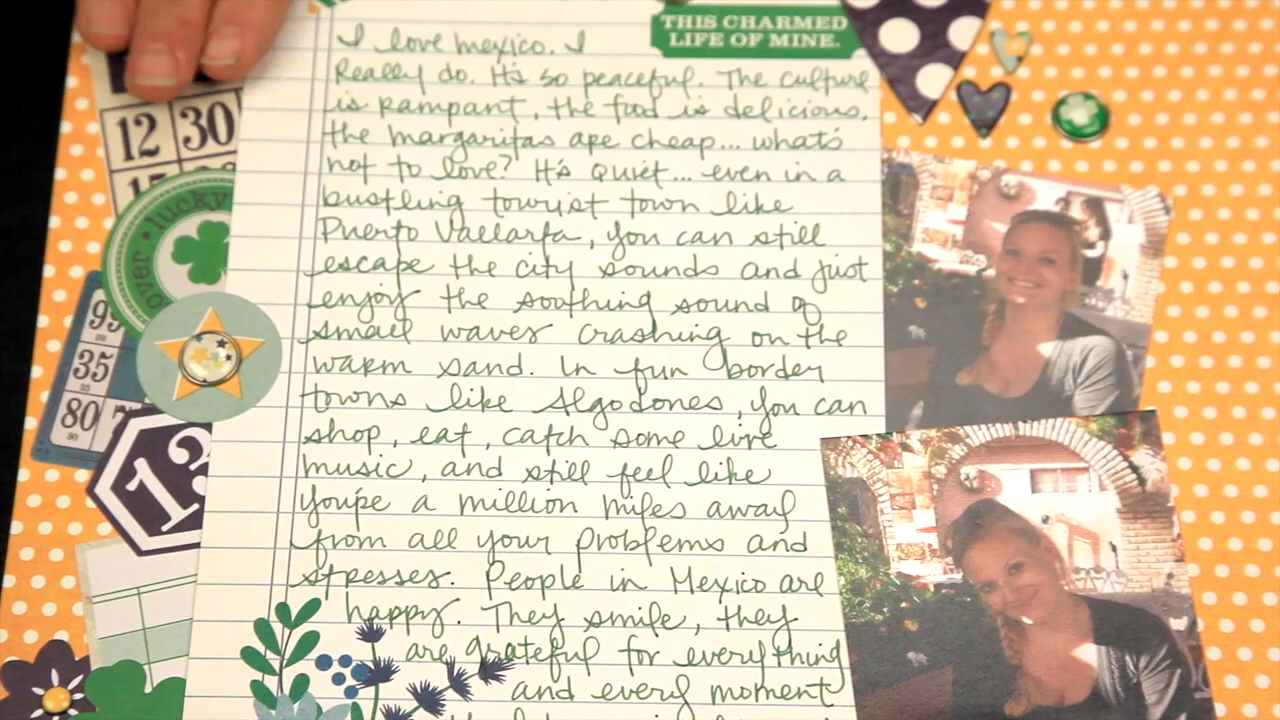 THIS CHARMED
LIFE OF MINE.
I love mexico. I
Really do. It's so peaceful. The culture
is rampant, the food is delicious,
the margaritas are cheap... what's
not to love? It's quiet... even in a
bustling tourist town like
Puerto Vallarta, you can still
escape the city sounds and just
enjoy the soothing sound of
small waves crashing on the
warm sand. In fun border
towns like Algodones, you can
shop, eat, catch some live
music, and still feel like
you're a million miles away
from all your problems and
stresses. People in Mexico are
happy. They smile, they
are grateful for everything
and every moment
12 30
lucky
over
99
35
35
80
80
13